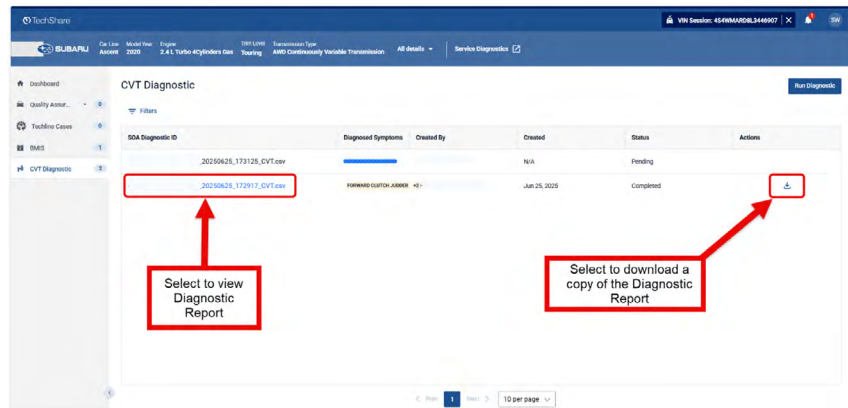 TechShare
VIN Session: 4S4WMARD8L3446907 | X
SW
SUBARU
Car Line Model Year Engine Trim Level Transmission Type
Ascent 2020 2.4 L Turbo 4Cylinders Gas Touring AWD Continuously Variable Transmission
All details
Service Diagnostics
Dashboard
Quality Assur... 0
Techline Cases 0
BMIS 1
CVT Diagnostic 2
CVT Diagnostic
Run Diagnostic
Filters
SOA Diagnostic ID Diagnosed Symptoms Created By Created Status Actions
_20250625_173125_CVT.csv N/A Pending
_20250625_172917_CVT.csv FORWARD CLUTCH JUDDER +2 Jun 25, 2025 Completed
Select to view
Diagnostic
Report
Select to download a
copy of the Diagnostic
Report
< Prev 1 Next > 10 per page